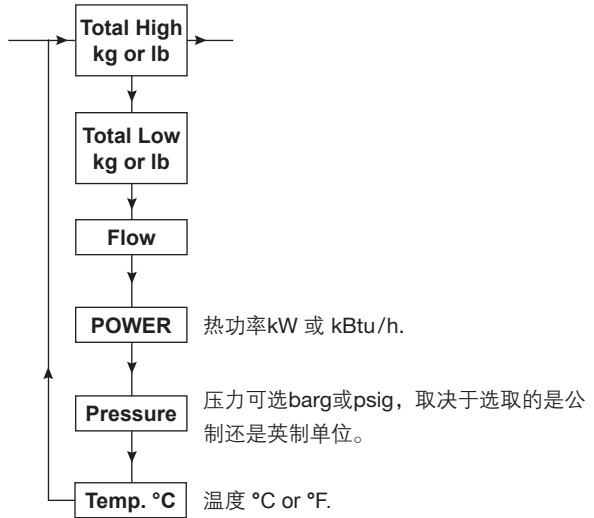 Total High
kg or lb
Total Low
kg or lb
Flow
POWER
热功率kW 或 kBtu/h.
Pressure
压力可选barg或psig，取决于选取的是公
制还是英制单位。
Temp. °C
温度 °C or °F.